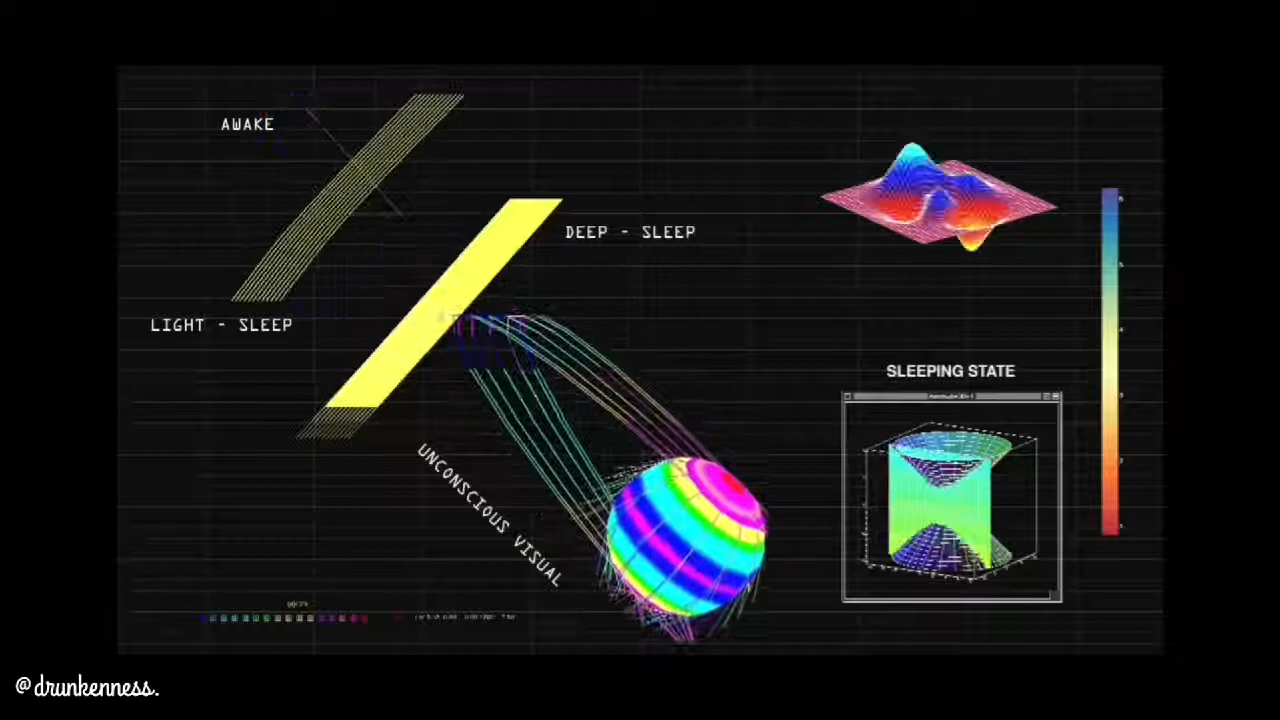 AWAKE
DEEP - SLEEP
LIGHT - SLEEP
SLEEPING STATE
UNCONSCIOUS VISUAL
@drunkenness.